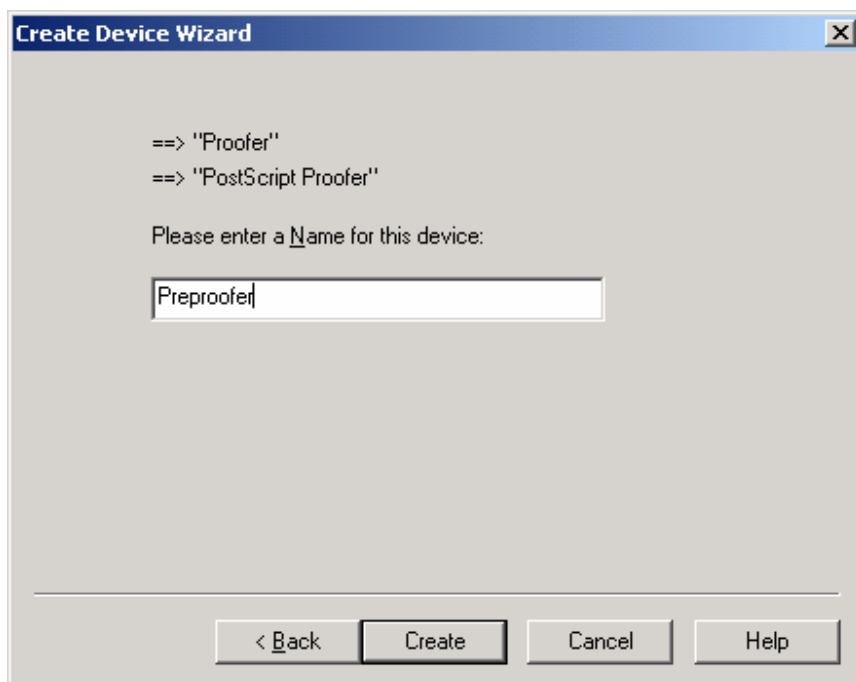 Create Device Wizard
==> "Proofer"
==> "PostScript Proofer"
Please enter a Name for this device:
Preproofer
< Back Create Cancel Help